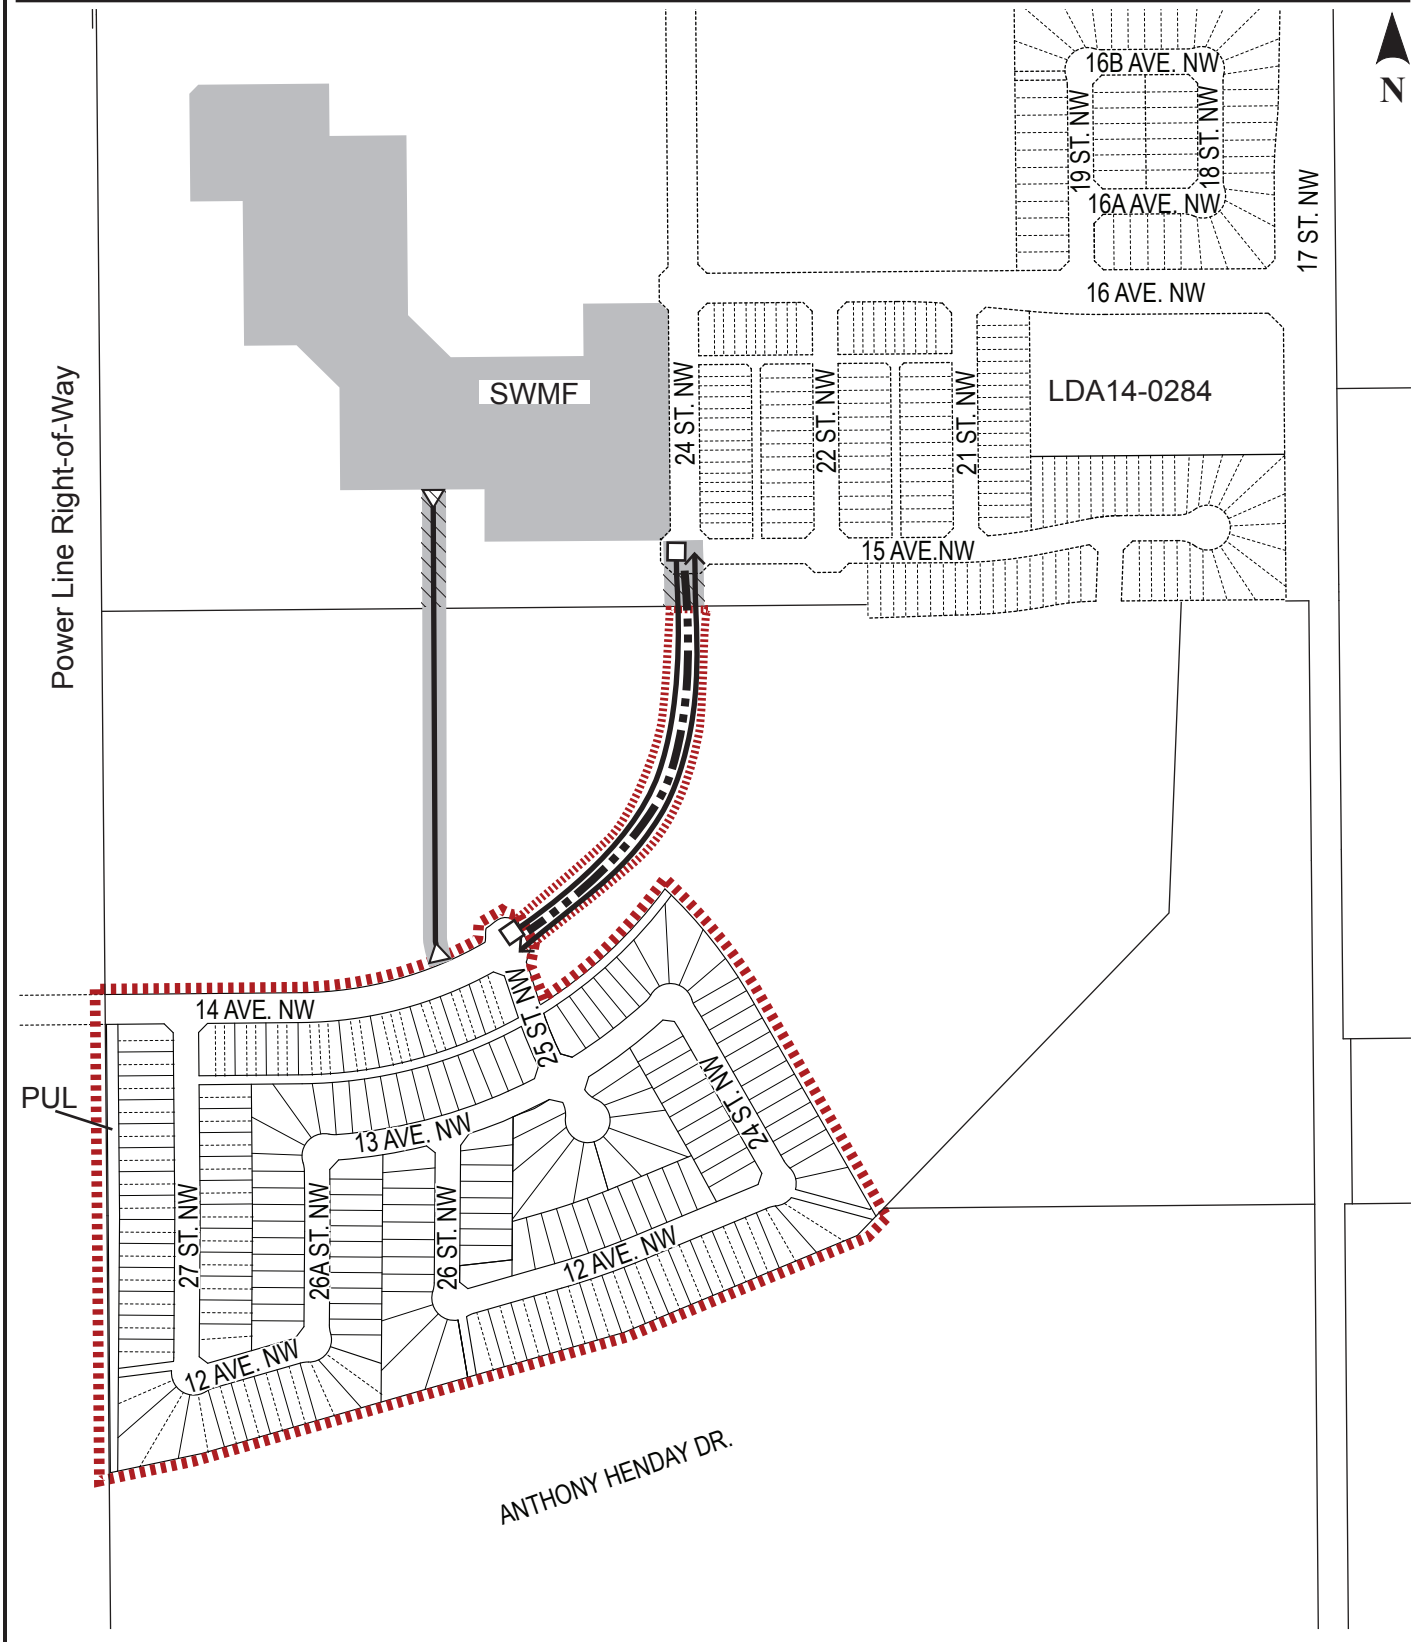 16B AVE. NW
N
19 ST. NW
18 ST. NW
16A AVE. NW
17 ST. NW
16 AVE. NW
SWMF
24 ST. NW
22 ST. NW
21 ST. NW
LDA14-0284
Power Line Right-of-Way
15 AVE.NW
14 AVE. NW
25 ST. NW
PUL
13 AVE. NW
24 ST. NW
27 ST. NW
26A ST. NW
26 ST. NW
12 AVE. NW
12 AVE. NW
ANTHONY HENDAY DR.